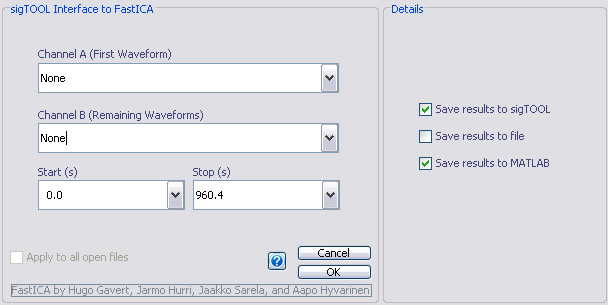 sigTOOL Interface to FastICA
Details
Channel A (First Waveform)
None
Channel B (Remaining Waveforms)
None
Start (s)
Stop (s)
0.0
960.4
Save results to sigTOOL
Save results to file
Save results to MATLAB
Apply to all open files
?
Cancel
OK
FastICA by Hugo Gavert, Jarmo Hurri, Jaakko Sarela, and Aapo Hyvarinen